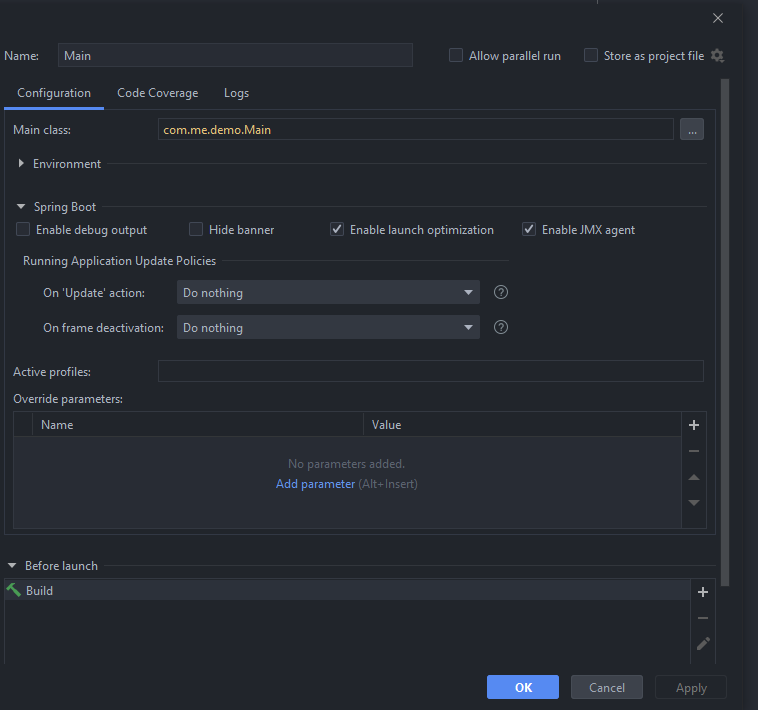 Name: Main Allow parallel run Store as project file
Configuration Code Coverage Logs
Main class: com.me.demo.Main ...
Environment
Spring Boot
Enable debug output Hide banner Enable launch optimization Enable JMX agent
Running Application Update Policies
On 'Update' action: Do nothing ?
On frame deactivation: Do nothing ?
Active profiles:
Override parameters:
Name Value
No parameters added.
Add parameter (Alt+Insert)
Before launch
Build
OK Cancel Apply